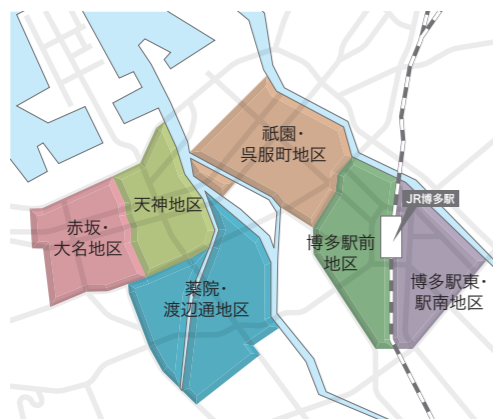 祇園・
呉服町地区
天神地区
赤坂・
大名地区
JR博多駅
博多駅前
地区
博多駅東・
駅南地区
薬院・
渡辺通地区